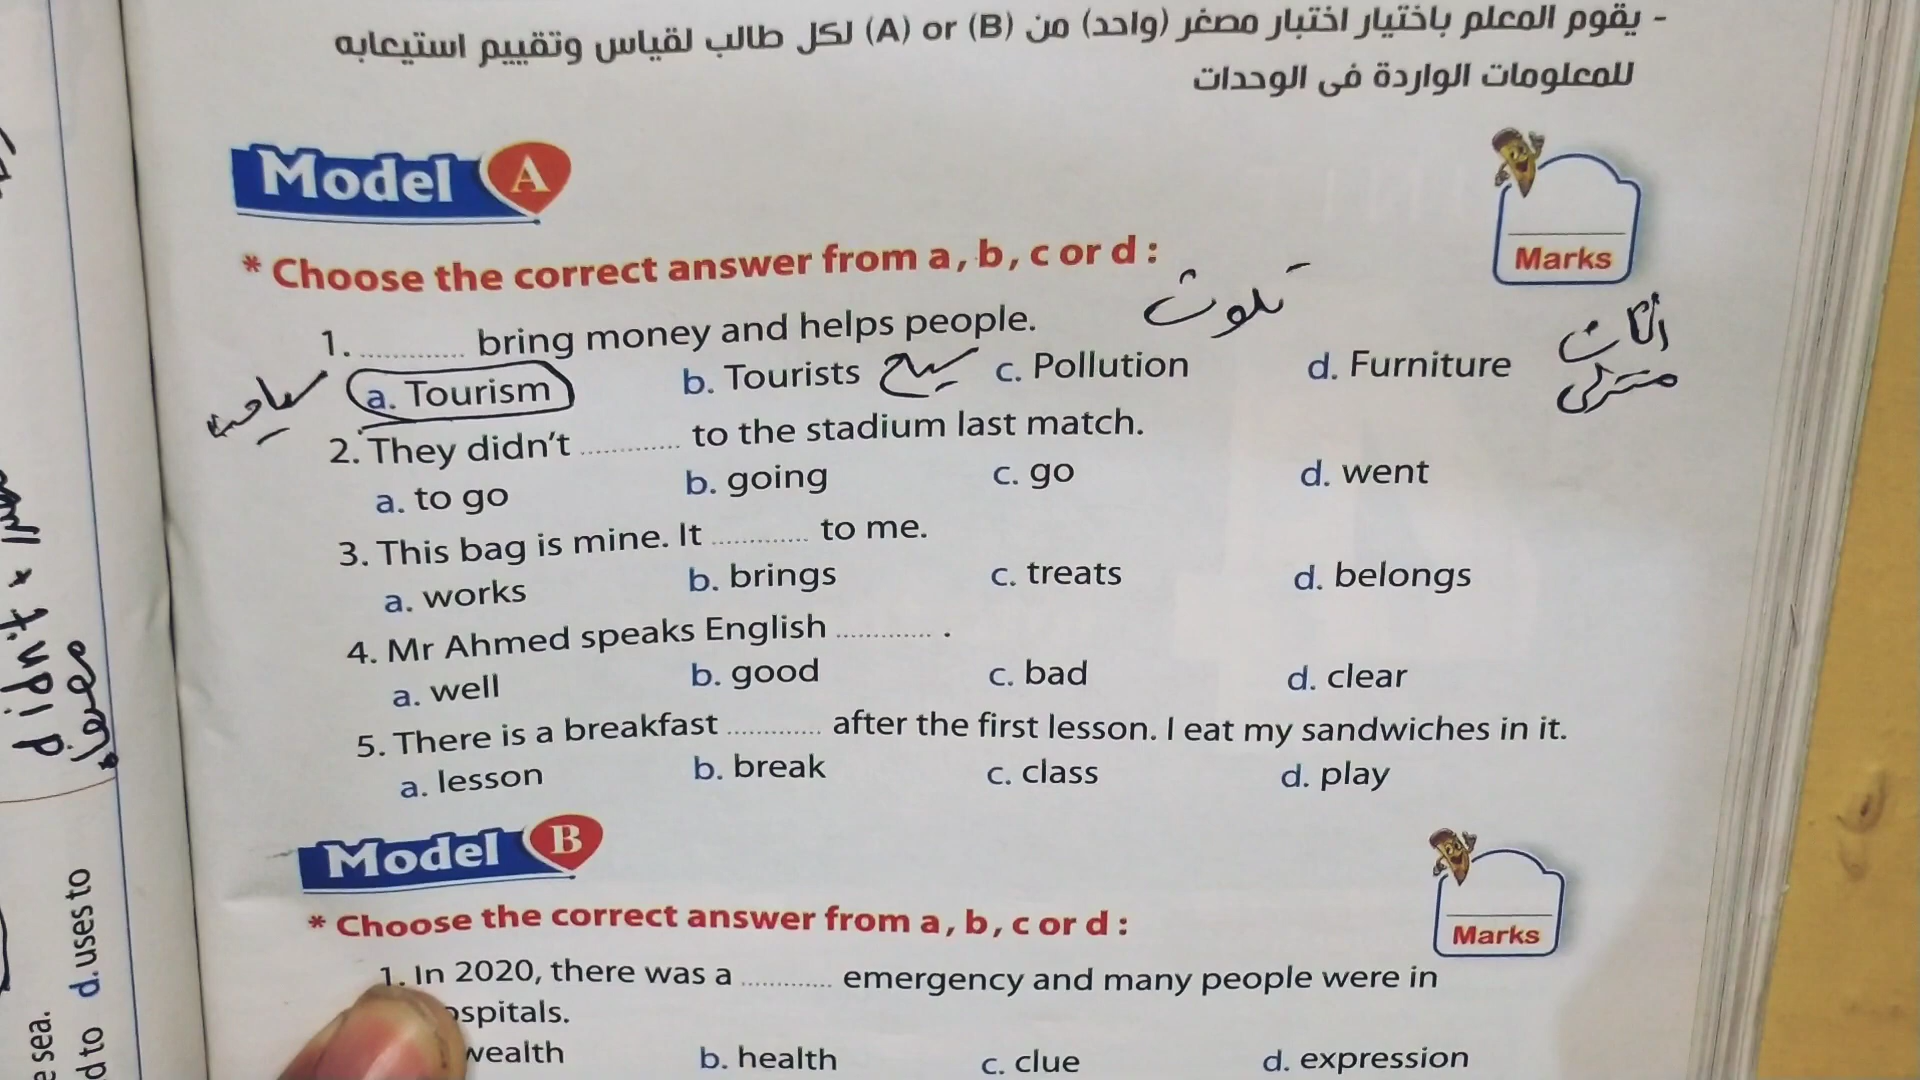 - يقوم المعلم باختيار اختبار مصغر (واحد) من (A) or (B) لكل طالب لقياس وتقييم استيعابه
للمعلومات الواردة فى الوحدات
Model A
Marks
* Choose the correct answer from a, b, c or d :
تلوث
1. ............ bring money and helps people.
أثاث
منزلى
سياحة
a. Tourism b. Tourists c. Pollution d. Furniture
2. They didn't ............ to the stadium last match.
a. to go b. going c. go d. went
3. This bag is mine. It ............ to me.
a. works b. brings c. treats d. belongs
4. Mr Ahmed speaks English ............ .
a. well b. good c. bad d. clear
5. There is a breakfast ............ after the first lesson. I eat my sandwiches in it.
a. lesson b. break c. class d. play
Model B
Marks
* Choose the correct answer from a, b, c or d :
1. In 2020, there was a ............ emergency and many people were in
ospitals.
wealth b. health c. clue d. expression
didn't +
e sea.
d to d. uses to